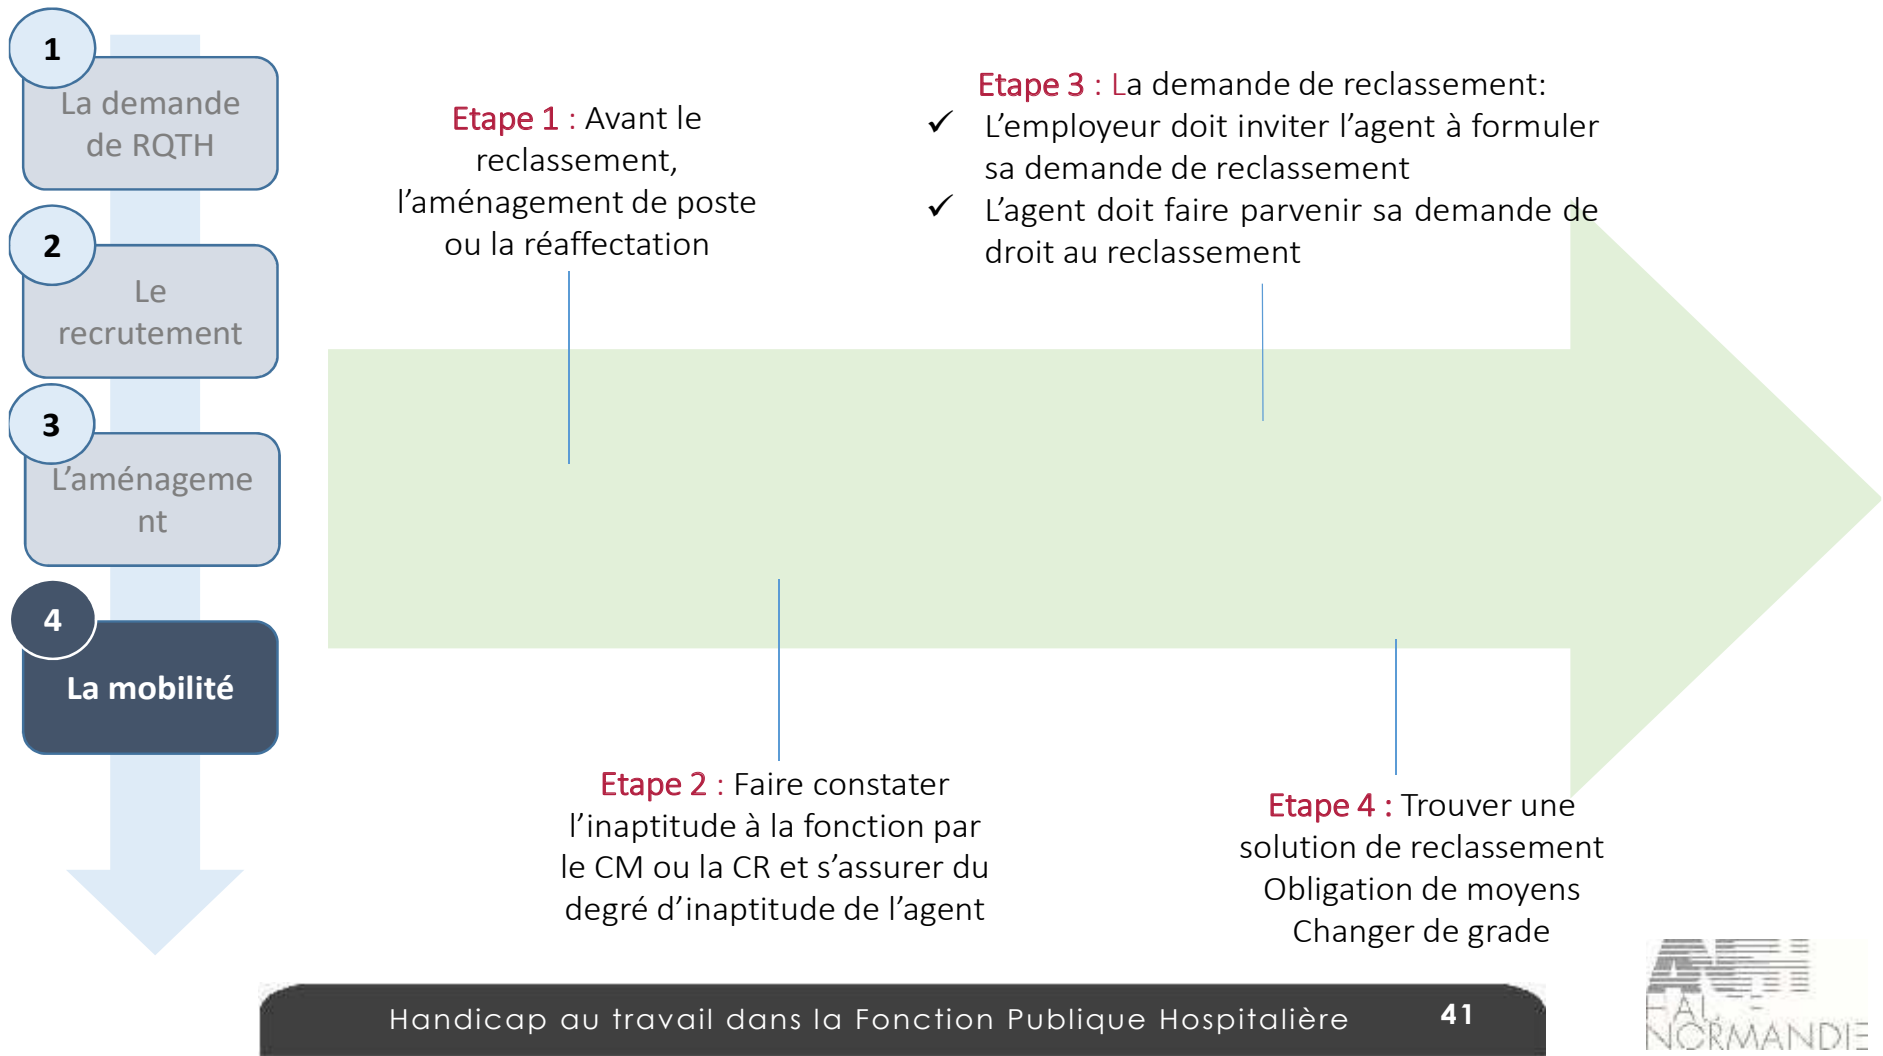 1
La demande
de RQTH
2
Le
recrutement
3
L’aménageme
nt
4
La mobilité
Etape 1 : Avant le
reclassement,
l’aménagement de poste
ou la réaffectation
Etape 3 : La demande de reclassement:
✓ L’employeur doit inviter l’agent à formuler
sa demande de reclassement
✓ L’agent doit faire parvenir sa demande de
droit au reclassement
Etape 2 : Faire constater
l’inaptitude à la fonction par
le CM ou la CR et s’assurer du
degré d’inaptitude de l’agent
Etape 4 : Trouver une
solution de reclassement
Obligation de moyens
Changer de grade
Handicap au travail dans la Fonction Publique Hospitalière 41
NORMANDIE